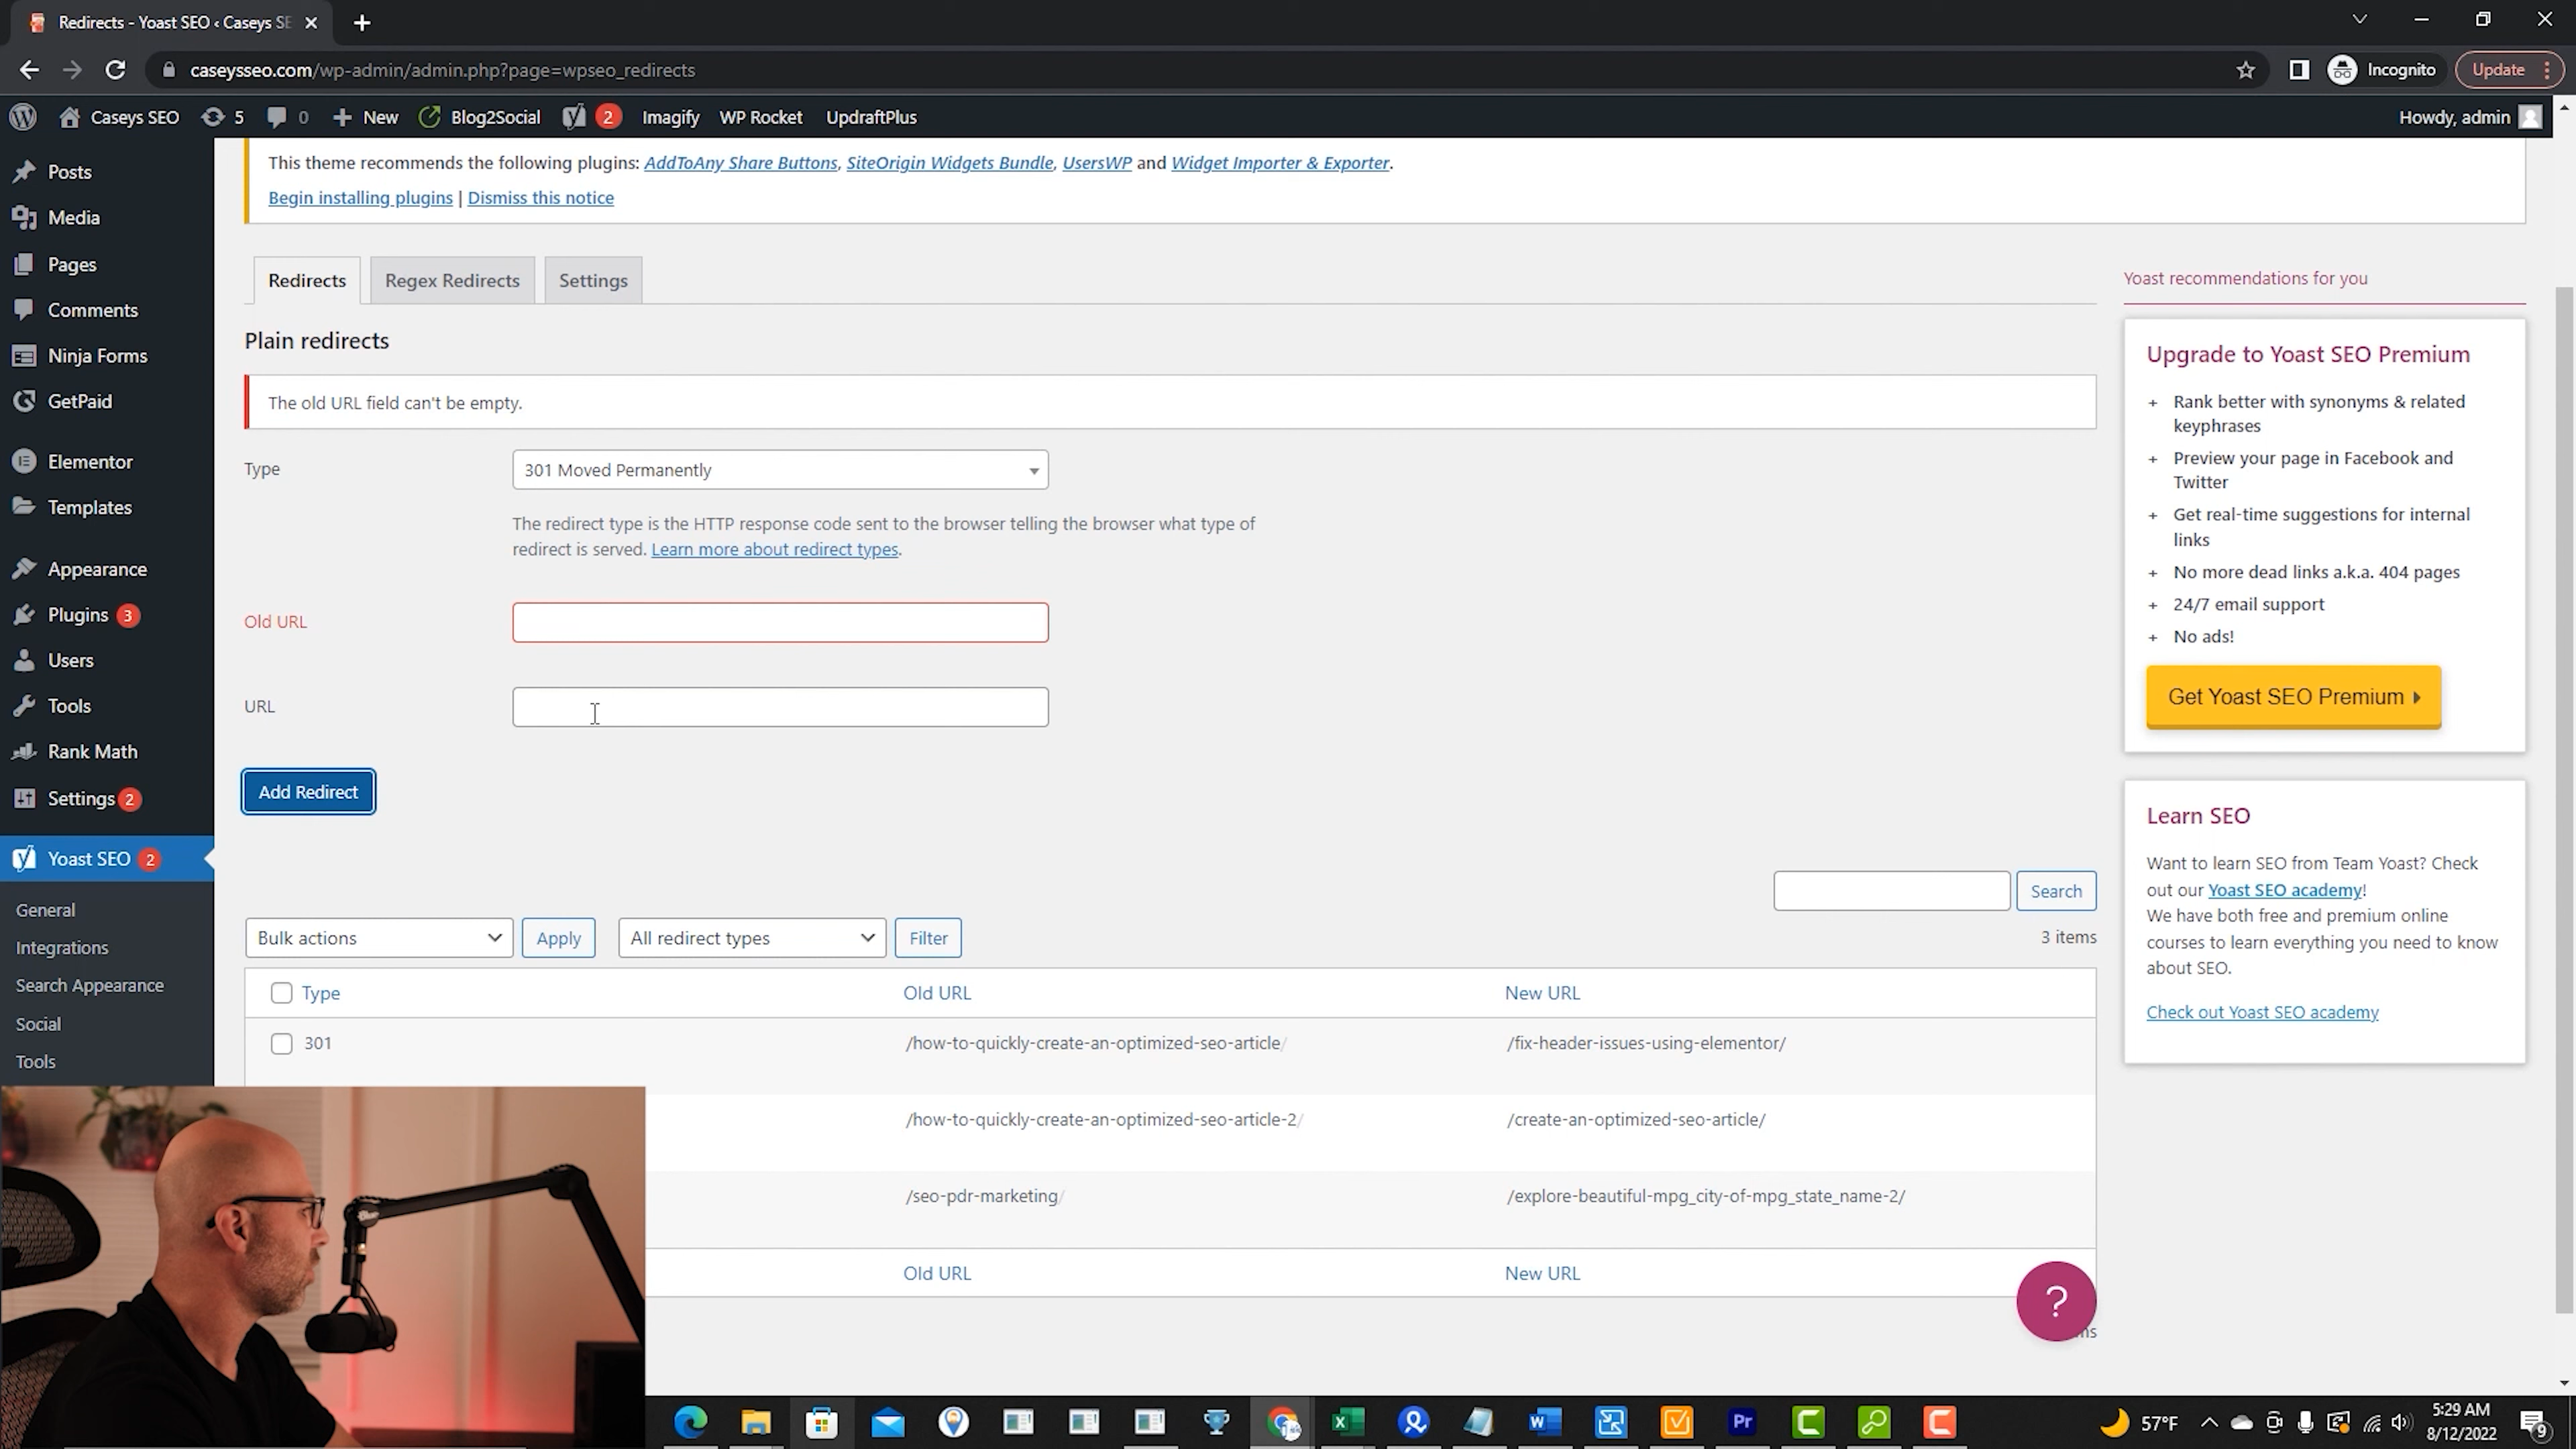 Redirects - Yoast SEO ‹ Caseys SE
caseysseo.com/wp-admin/admin.php?page=wpseo_redirects
Incognito
Update
Caseys SEO
5
0
New
Blog2Social
2
Imagify
WP Rocket
UpdraftPlus
Howdy, admin
Posts
Media
Pages
Comments
Ninja Forms
GetPaid
Elementor
Templates
Appearance
Plugins 3
Users
Tools
Rank Math
Settings 2
Yoast SEO 2
General
Integrations
Search Appearance
Social
Tools
This theme recommends the following plugins: AddToAny Share Buttons, SiteOrigin Widgets Bundle, UsersWP and Widget Importer & Exporter.
Begin installing plugins | Dismiss this notice
Redirects
Regex Redirects
Settings
Plain redirects
The old URL field can't be empty.
Type
301 Moved Permanently
The redirect type is the HTTP response code sent to the browser telling the browser what type of
redirect is served. Learn more about redirect types.
Old URL
URL
Add Redirect
Search
Bulk actions
Apply
All redirect types
Filter
3 items
Type
Old URL
New URL
301
/how-to-quickly-create-an-optimized-seo-article/
/fix-header-issues-using-elementor/
/how-to-quickly-create-an-optimized-seo-article-2/
/create-an-optimized-seo-article/
/seo-pdr-marketing/
/explore-beautiful-mpg_city-of-mpg_state_name-2/
Old URL
New URL
?
Yoast recommendations for you
Upgrade to Yoast SEO Premium
+ Rank better with synonyms & related
keyphrases
+ Preview your page in Facebook and
Twitter
+ Get real-time suggestions for internal
links
+ No more dead links a.k.a. 404 pages
+ 24/7 email support
+ No ads!
Get Yoast SEO Premium
Learn SEO
Want to learn SEO from Team Yoast? Check
out our Yoast SEO academy!
We have both free and premium online
courses to learn everything you need to know
about SEO.
Check out Yoast SEO academy
57°F
5:29 AM
8/12/2022
9